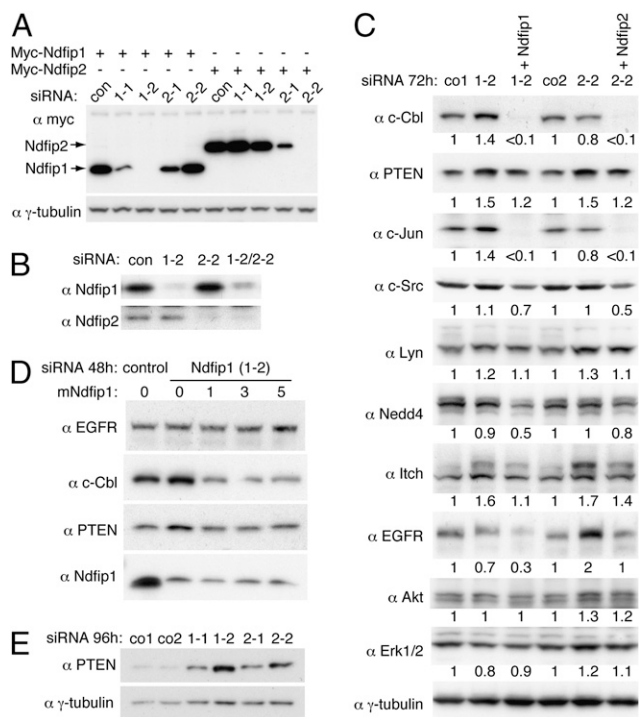 A
Myc-Ndfip1 + + + + + - - - - -
Myc-Ndfip2 - - - - - + + + + +
siRNA: con 1-1 1-2 2-1 2-2 con 1-1 1-2 2-1 2-2
α myc
Ndfip2
Ndfip1
α γ-tubulin
B
siRNA: con 1-2 2-2 1-2/2-2
α Ndfip1
α Ndfip2
D
siRNA 48h: control Ndfip1 (1-2)
mNdfip1: 0 0 1 3 5
α EGFR
α c-Cbl
α PTEN
α Ndfip1
E
siRNA 96h: co1 co2 1-1 1-2 2-1 2-2
α PTEN
α γ-tubulin
C
+ Ndfip1
+ Ndfip2
siRNA 72h: co1 1-2 1-2 co2 2-2 2-2
α c-Cbl
1 1.4 <0.1 1 0.8 <0.1
α PTEN
1 1.5 1.2 1 1.5 1.2
α c-Jun
1 1.4 <0.1 1 0.8 <0.1
α c-Src
1 1.1 0.7 1 1 0.5
α Lyn
1 1.2 1.1 1 1.3 1.1
α Nedd4
1 0.9 0.5 1 1 0.8
α Itch
1 1.6 1.1 1 1.7 1.4
α EGFR
1 0.7 0.3 1 2 1
α Akt
1 1 1 1 1.3 1.2
α Erk1/2
1 0.8 0.9 1 1.2 1.1
α γ-tubulin